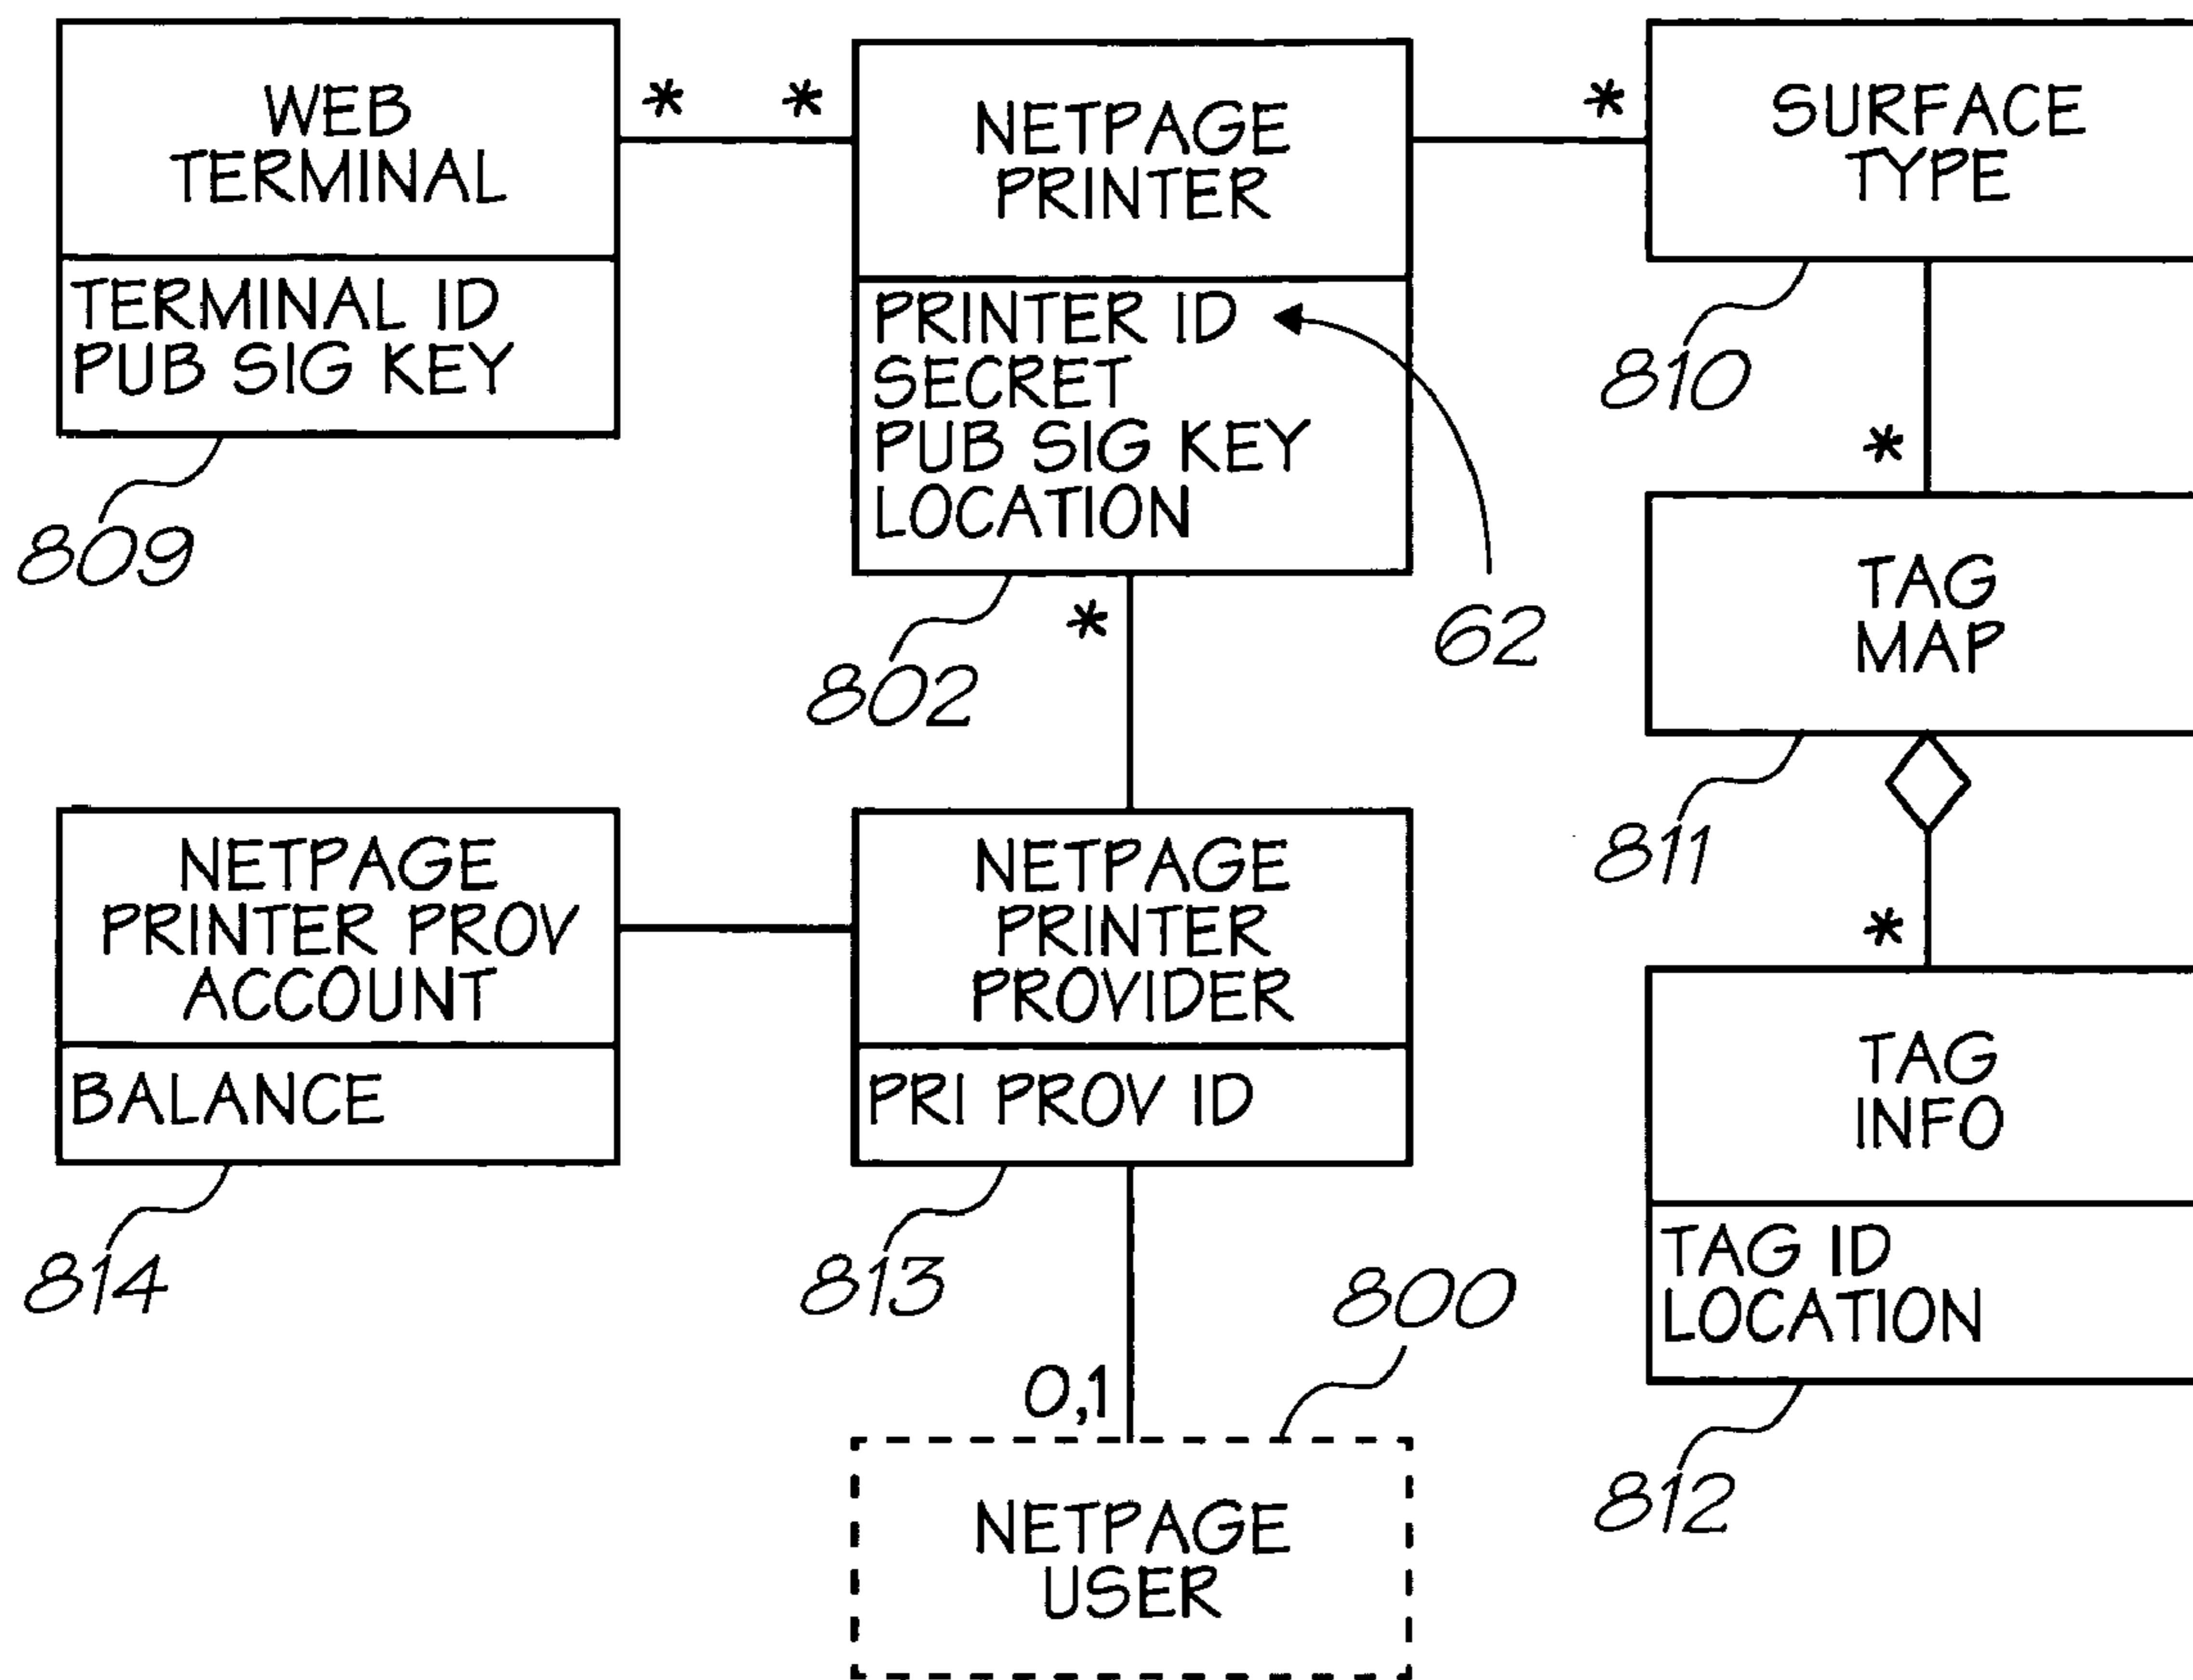 WEB
TERMINAL
TERMINAL ID
PUB SIG KEY
809
*
*
NETPAGE
PRINTER
PRINTER ID
SECRET
PUB SIG KEY
LOCATION
62
802
*
*
SURFACE
TYPE
810
*
TAG
MAP
811
*
TAG
INFO
TAG ID
LOCATION
812
NETPAGE
PRINTER PROV
ACCOUNT
BALANCE
814
NETPAGE
PRINTER
PROVIDER
PRI PROV ID
813
800
0,1
NETPAGE
USER